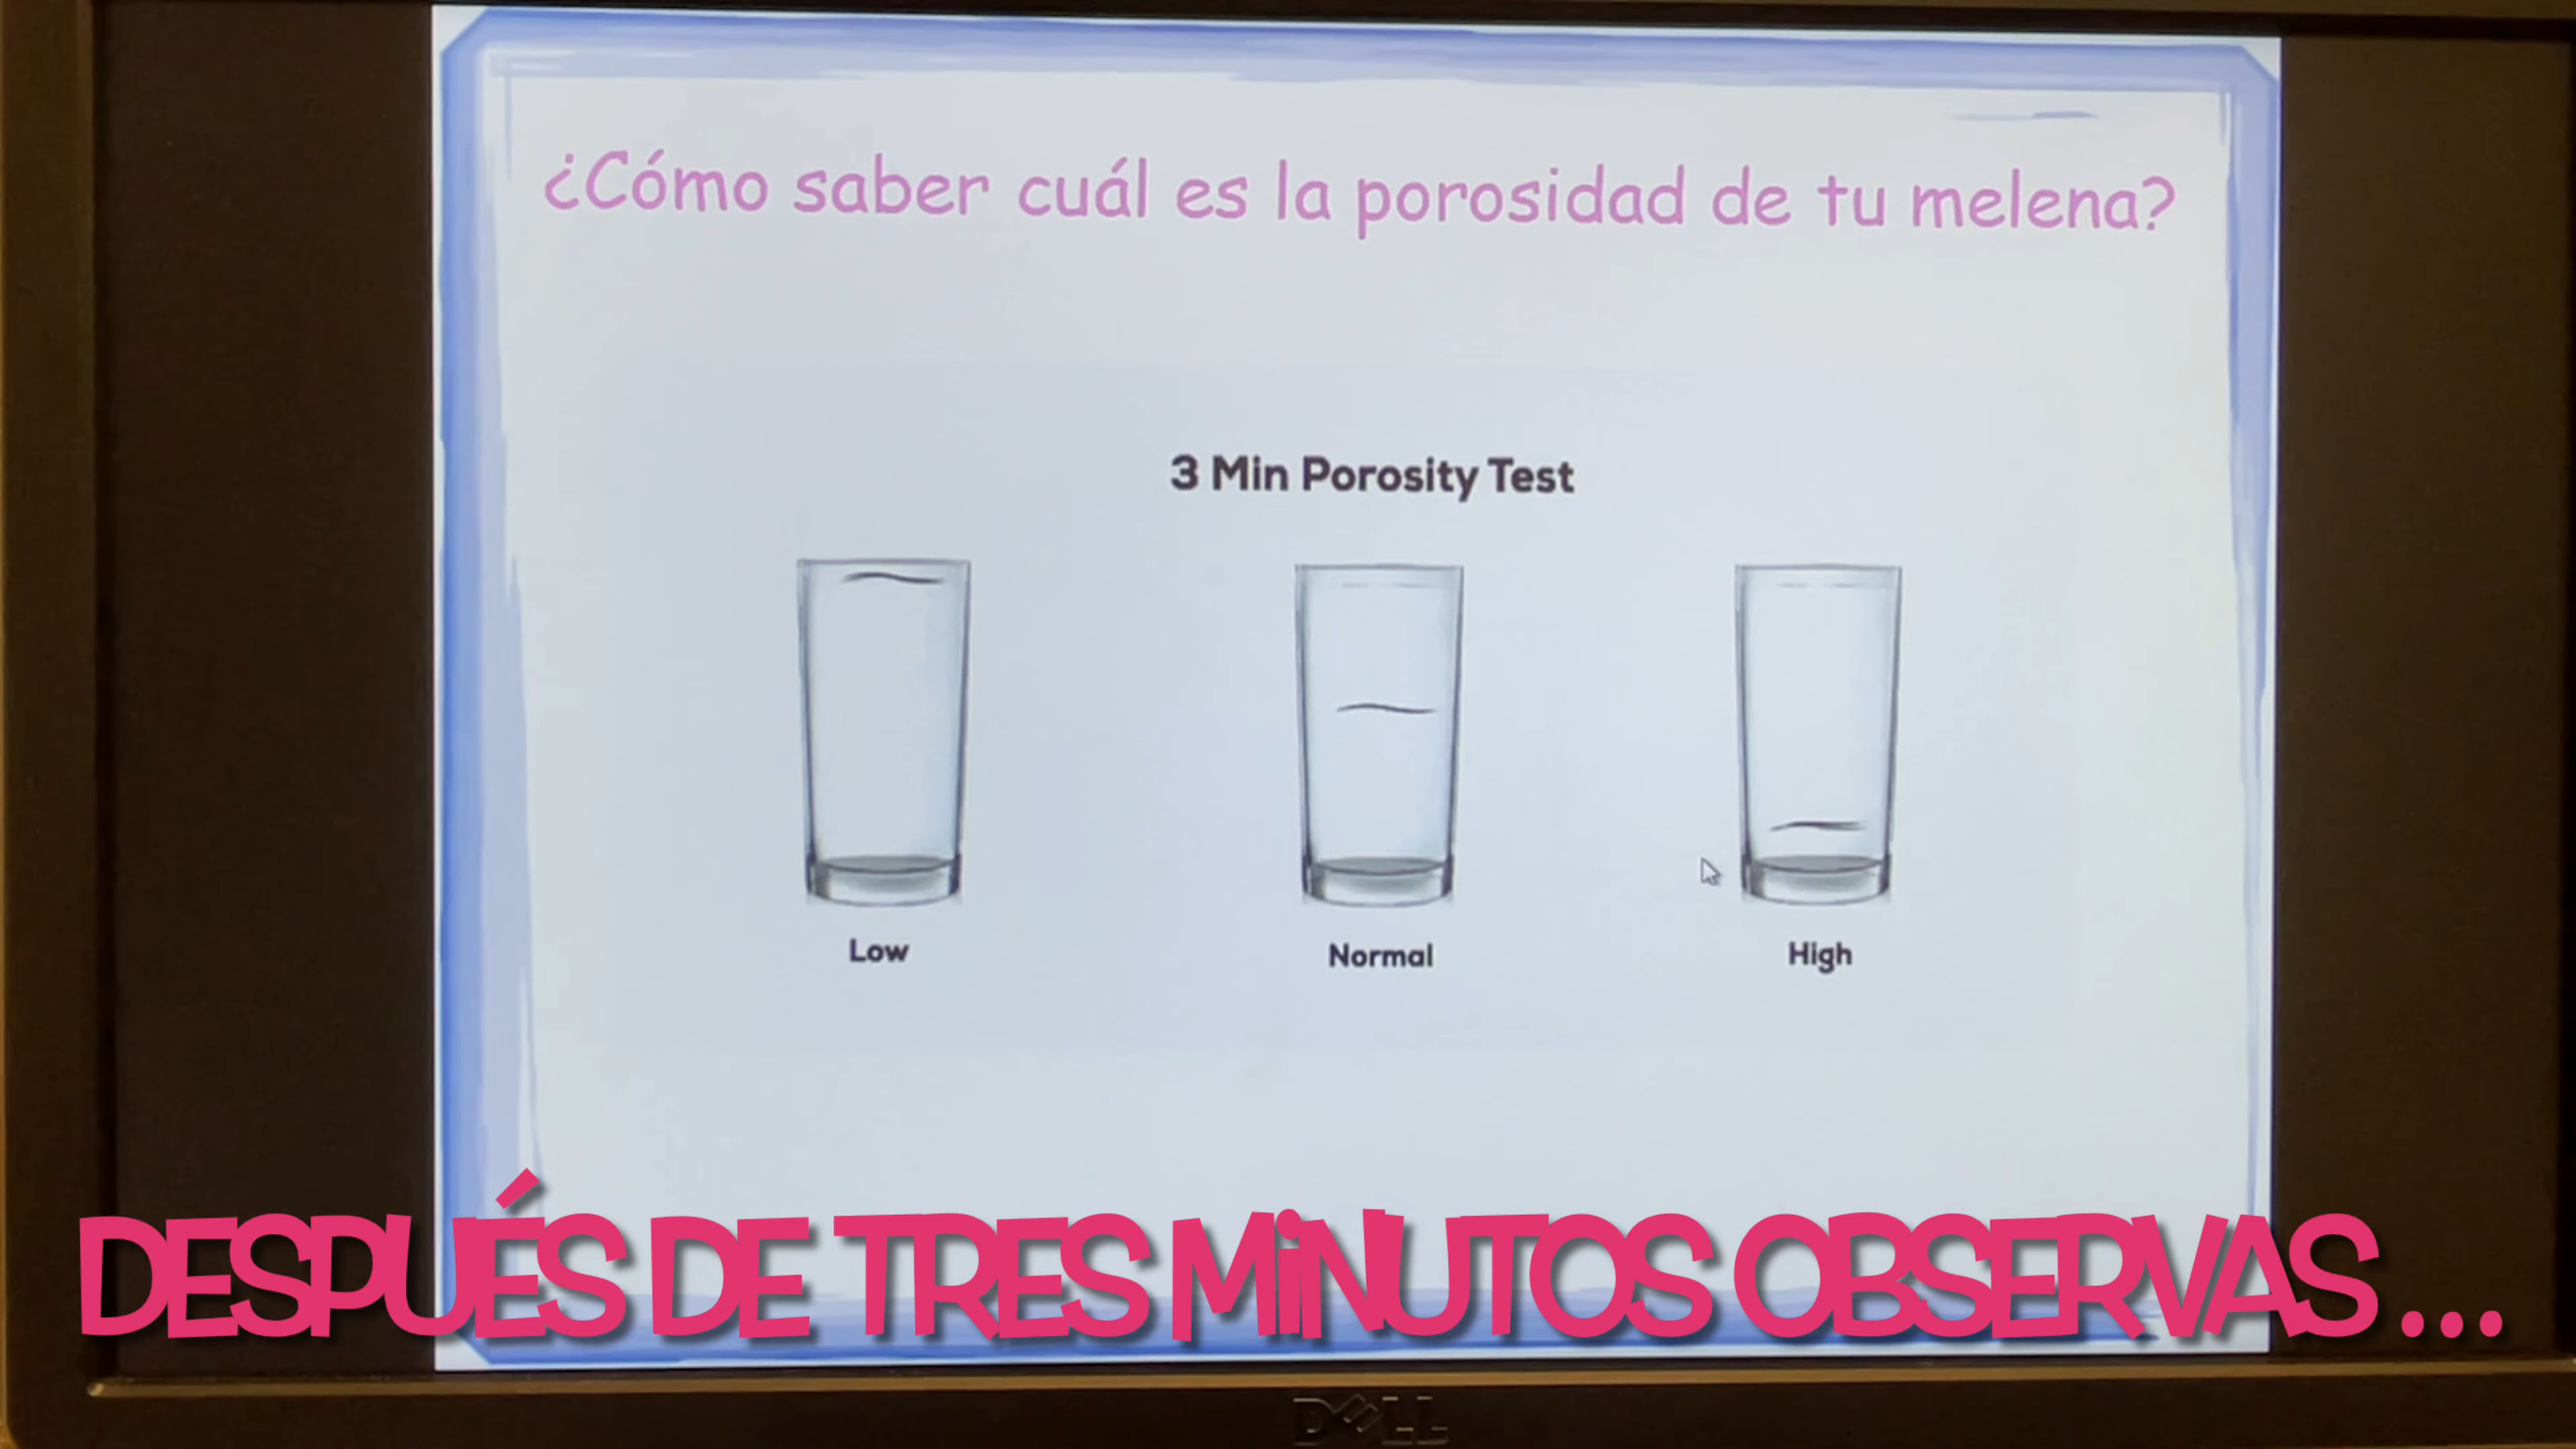 ¿Cómo saber cuál es la porosidad de tu melena?
3 Min Porosity Test
Low
Normal
High
DESPUÉS DE TRES MINUTOS OBSERVAS...
DELL